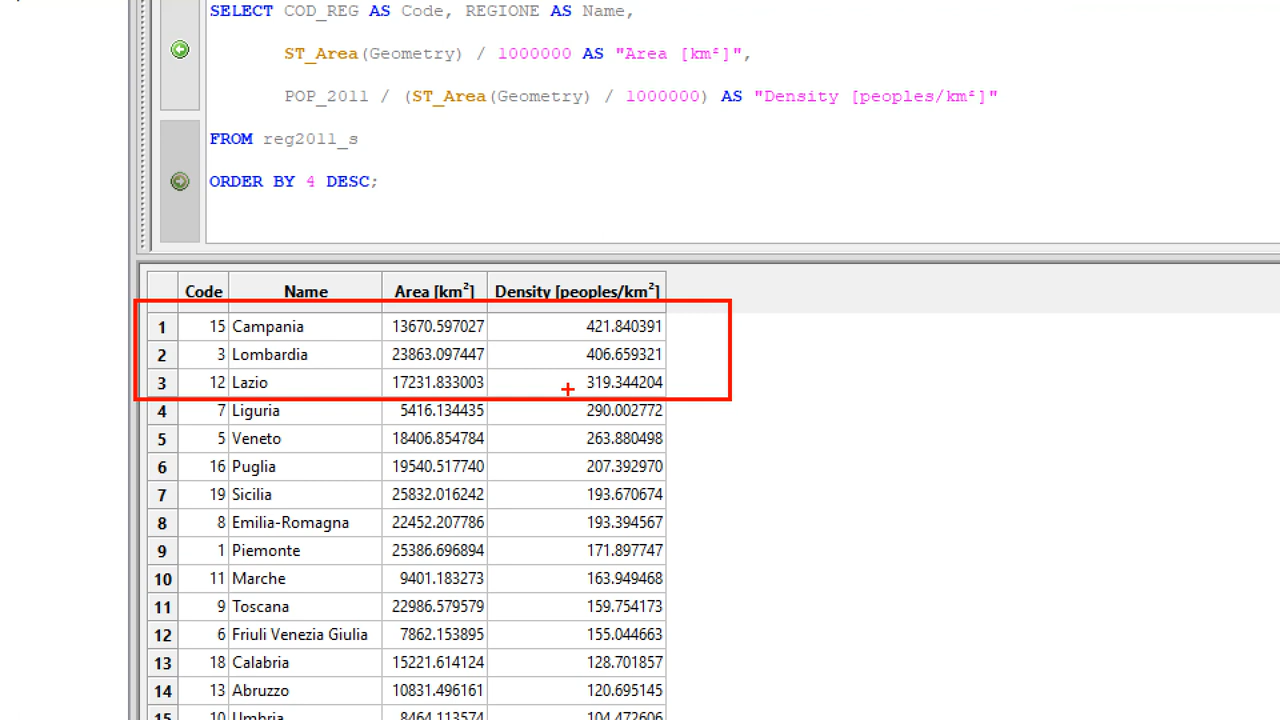 SELECT COD_REG AS Code, REGIONE AS Name,
ST_Area(Geometry) / 1000000 AS "Area [km²]",
POP_2011 / (ST_Area(Geometry) / 1000000) AS "Density [peoples/km²]"
FROM reg2011_s
ORDER BY 4 DESC;
Code Name Area [km²] Density [peoples/km²]
1 15 Campania 13670.597027 421.840391
2 3 Lombardia 23863.097447 406.659321
3 12 Lazio 17231.833003 319.344204
4 7 Liguria 5416.134435 290.002772
5 5 Veneto 18406.854784 263.880498
6 16 Puglia 19540.517740 207.392970
7 19 Sicilia 25832.016242 193.670674
8 8 Emilia-Romagna 22452.207786 193.394567
9 1 Piemonte 25386.696894 171.897747
10 11 Marche 9401.183273 163.949468
11 9 Toscana 22986.579579 159.754173
12 6 Friuli Venezia Giulia 7862.153895 155.044663
13 18 Calabria 15221.614124 128.701857
14 13 Abruzzo 10831.496161 120.695145
15 10 Umbria 8464.113574 104.472606